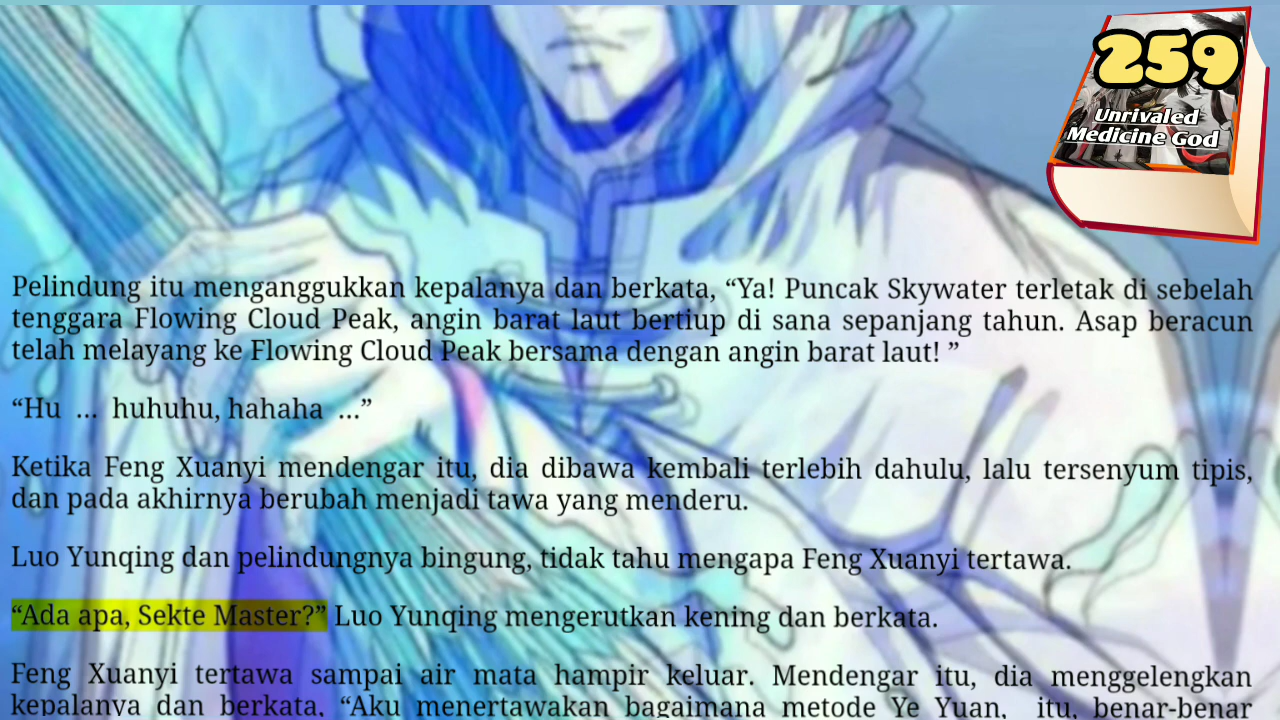 259
Unrivaled
Medicine God
Pelindung itu menganggukkan kepalanya dan berkata, “Ya! Puncak Skywater terletak di sebelah
tenggara Flowing Cloud Peak, angin barat laut bertiup di sana sepanjang tahun. Asap beracun
telah melayang ke Flowing Cloud Peak bersama dengan angin barat laut! ”
“Hu … huhuhu, hahaha …”
Ketika Feng Xuanyi mendengar itu, dia dibawa kembali terlebih dahulu, lalu tersenyum tipis,
dan pada akhirnya berubah menjadi tawa yang menderu.
Luo Yunqing dan pelindungnya bingung, tidak tahu mengapa Feng Xuanyi tertawa.
“Ada apa, Sekte Master?” Luo Yunqing mengerutkan kening dan berkata.
Feng Xuanyi tertawa sampai air mata hampir keluar. Mendengar itu, dia menggelengkan
kepalanya dan berkata, “Aku menertawakan bagaimana metode Ye Yuan, itu, benar-benar